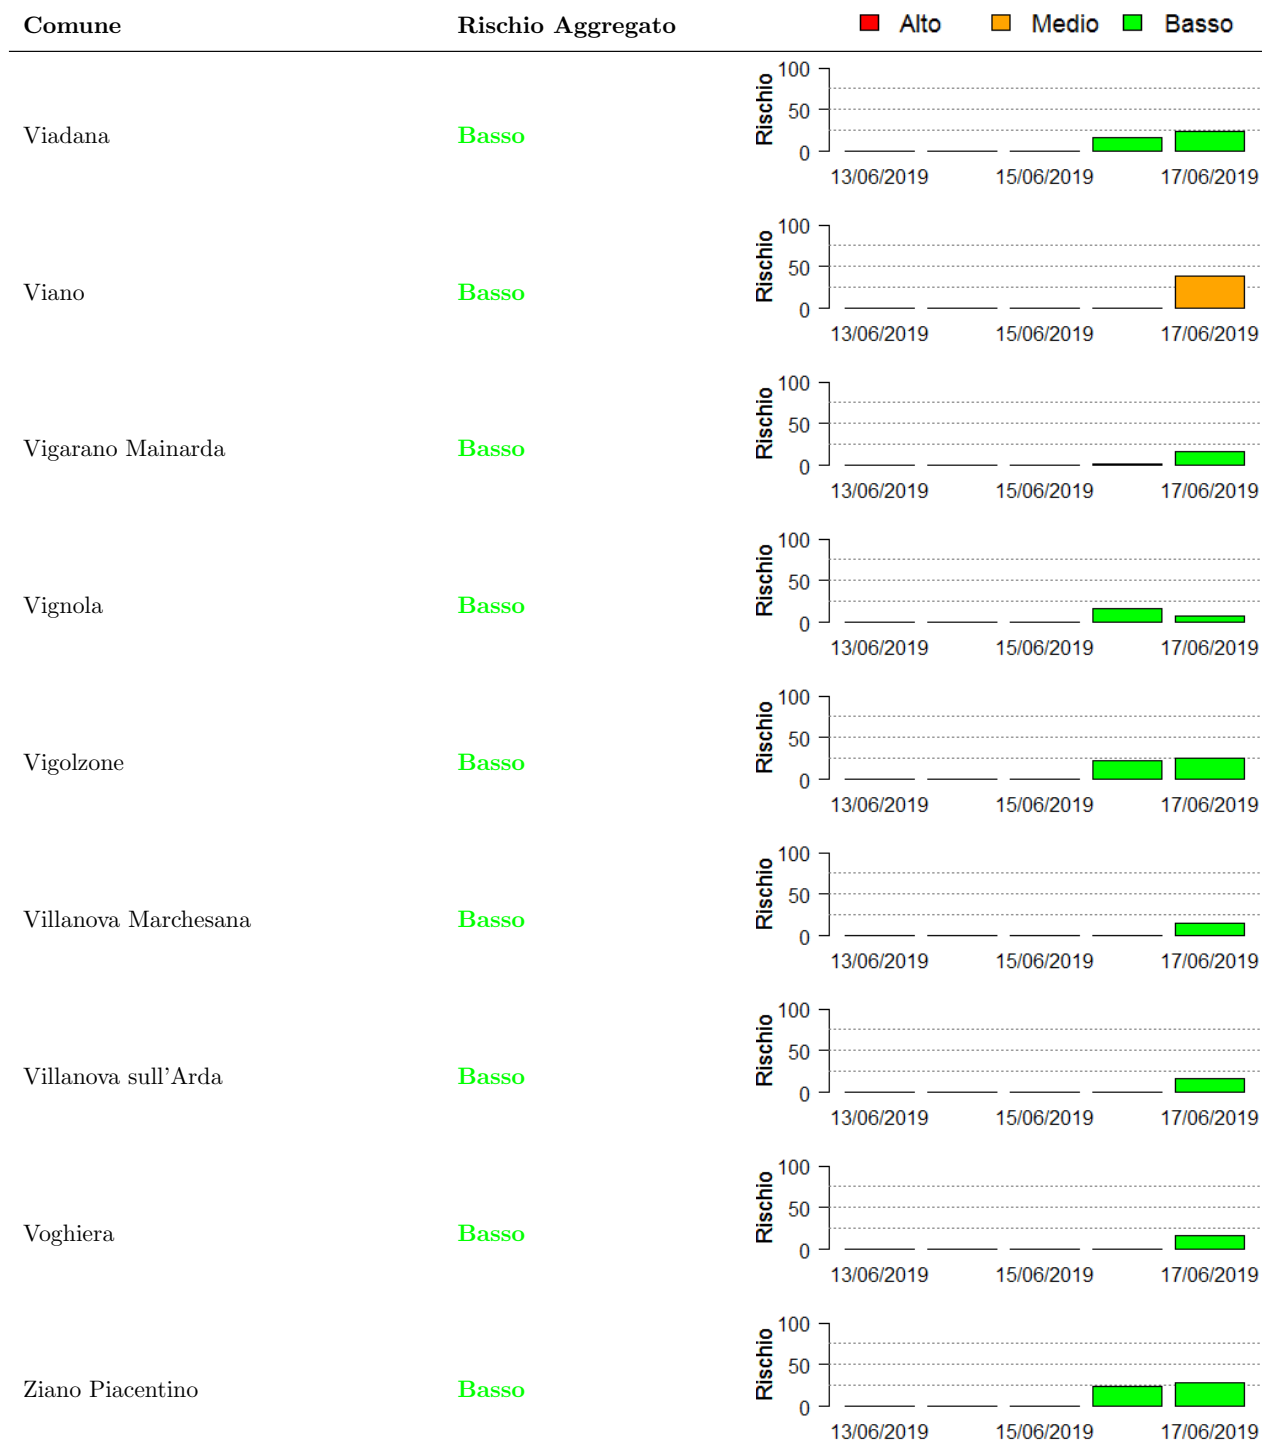 Comune Rischio Aggregato Alto Medio Basso
Viadana Basso
Rischio
100
50
0
13/06/2019 15/06/2019 17/06/2019
Viano Basso
Rischio
100
50
0
13/06/2019 15/06/2019 17/06/2019
Vigarano Mainarda Basso
Rischio
100
50
0
13/06/2019 15/06/2019 17/06/2019
Vignola Basso
Rischio
100
50
0
13/06/2019 15/06/2019 17/06/2019
Vigolzone Basso
Rischio
100
50
0
13/06/2019 15/06/2019 17/06/2019
Villanova Marchesana Basso
Rischio
100
50
0
13/06/2019 15/06/2019 17/06/2019
Villanova sull'Arda Basso
Rischio
100
50
0
13/06/2019 15/06/2019 17/06/2019
Voghiera Basso
Rischio
100
50
0
13/06/2019 15/06/2019 17/06/2019
Ziano Piacentino Basso
Rischio
100
50
0
13/06/2019 15/06/2019 17/06/2019